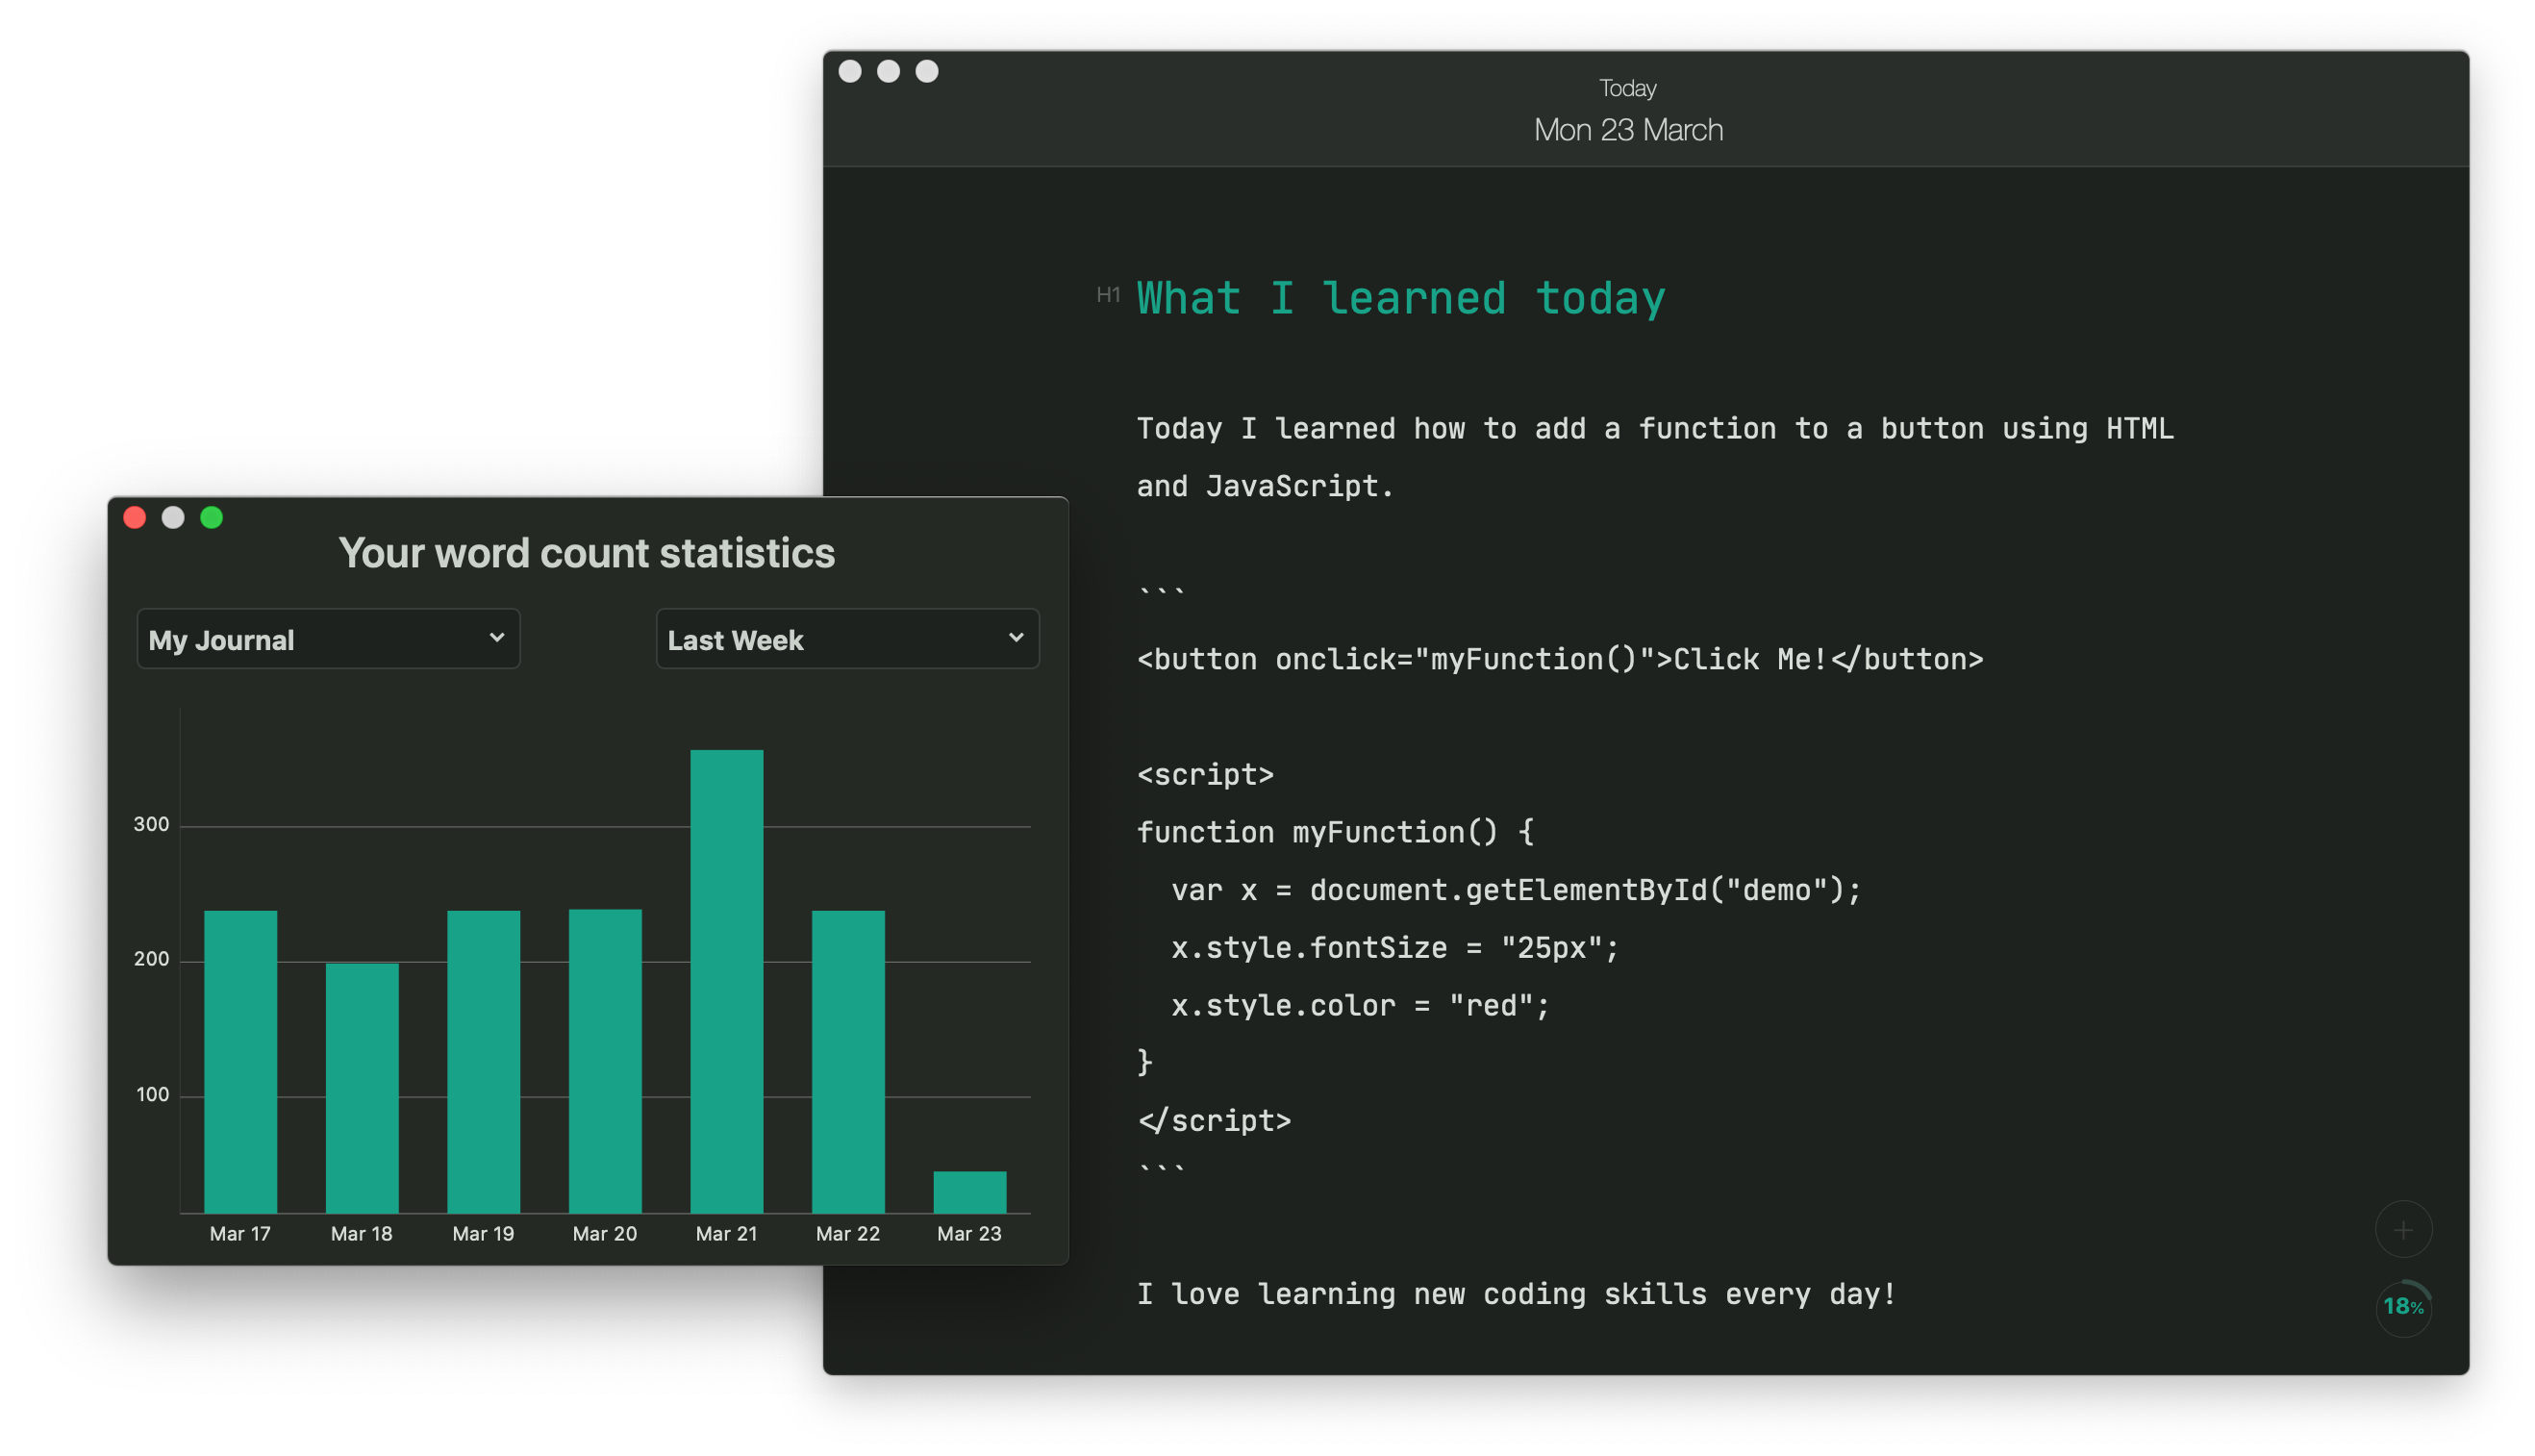 Today
Mon 23 March
H1 What I learned today
Today I learned how to add a function to a button using HTML
and JavaScript.
```
<button onclick="myFunction()">Click Me!</button>
<script>
function myFunction() {
  var x = document.getElementById("demo");
  x.style.fontSize = "25px";
  x.style.color = "red";
}
</script>
```
I love learning new coding skills every day!
+
18%
Your word count statistics
My Journal
Last Week
300
200
100
Mar 17 Mar 18 Mar 19 Mar 20 Mar 21 Mar 22 Mar 23